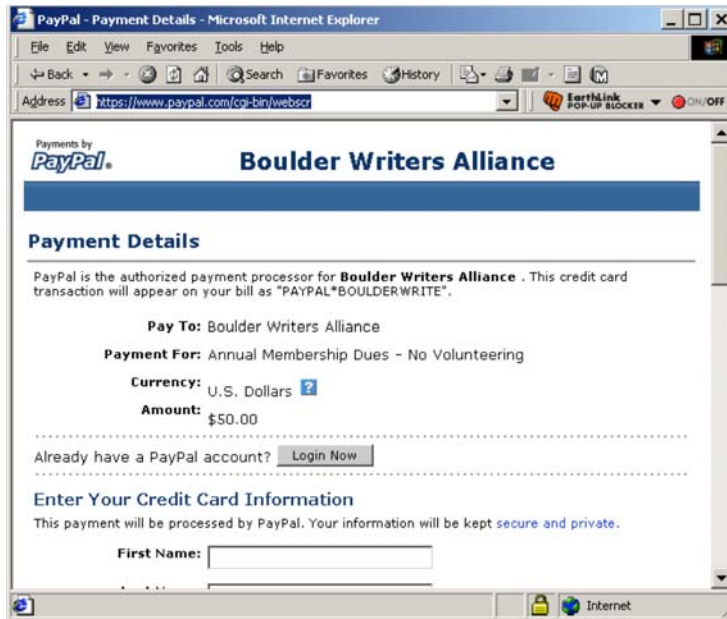 PayPal - Payment Details - Microsoft Internet Explorer
File Edit View Favorites Tools Help
Back Search Favorites History
Address https://www.paypal.com/cgi-bin/webscr EarthLink POP-UP BLOCKER ON/OFF
Payments by
PayPal
Boulder Writers Alliance
Payment Details
PayPal is the authorized payment processor for Boulder Writers Alliance . This credit card
transaction will appear on your bill as "PAYPAL*BOULDERWRITE".
Pay To: Boulder Writers Alliance
Payment For: Annual Membership Dues - No Volunteering
Currency: U.S. Dollars ?
Amount: $50.00
Already have a PayPal account? Login Now
Enter Your Credit Card Information
This payment will be processed by PayPal. Your information will be kept secure and private.
First Name:
Internet